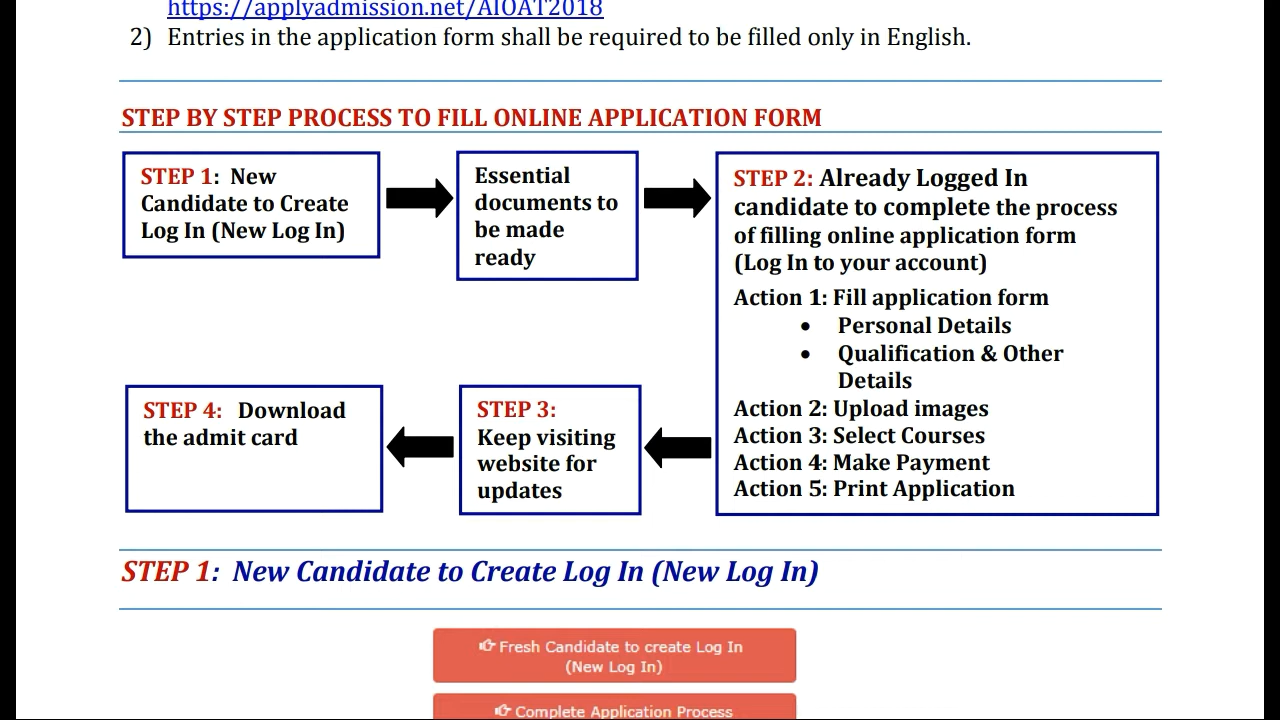 https://applyadmission.net/AIOAT2018
2) Entries in the application form shall be required to be filled only in English.
STEP BY STEP PROCESS TO FILL ONLINE APPLICATION FORM
STEP 1: New
Candidate to Create
Log In (New Log In)
Essential
documents to
be made
ready
STEP 2: Already Logged In
candidate to complete the process
of filling online application form
(Log In to your account)
Action 1: Fill application form
• Personal Details
• Qualification & Other
Details
Action 2: Upload images
Action 3: Select Courses
Action 4: Make Payment
Action 5: Print Application
STEP 3:
Keep visiting
website for
updates
STEP 4: Download
the admit card
STEP 1: New Candidate to Create Log In (New Log In)
Fresh Candidate to create Log In
(New Log In)
Complete Application Process